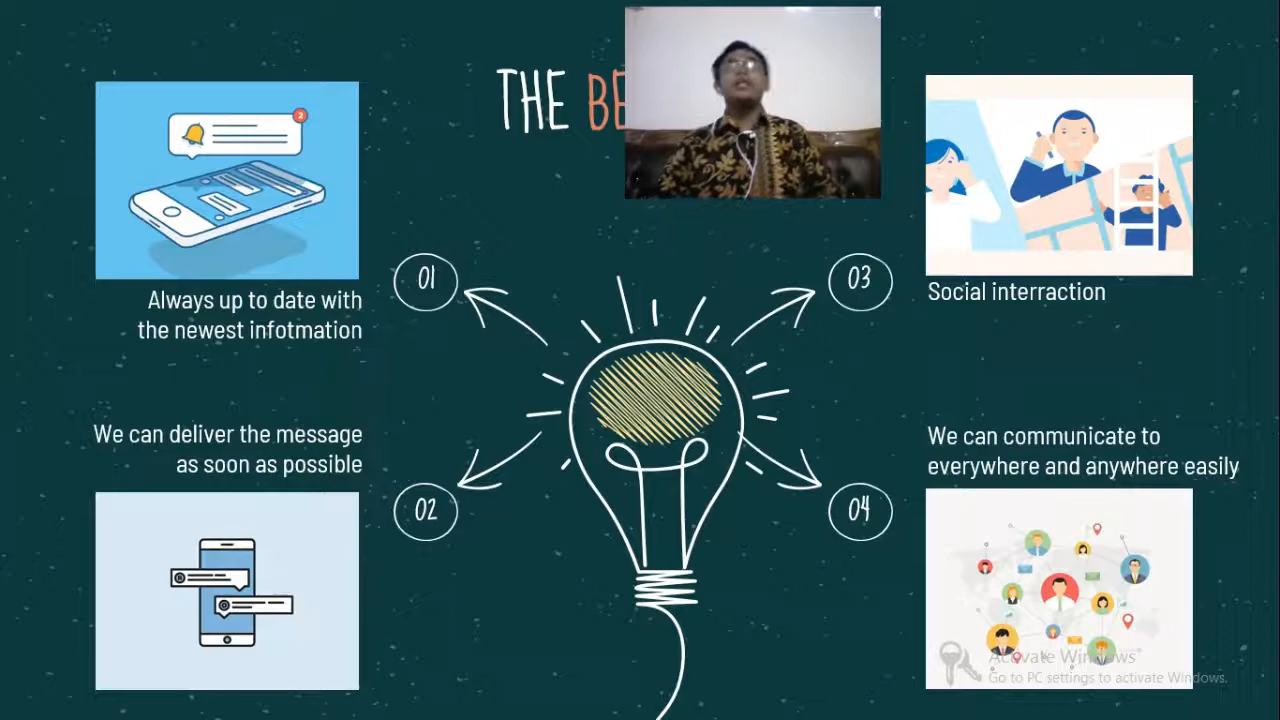 THE
01
Always up to date with
the newest infotmation
We can deliver the message
as soon as possible
02
03
Social interraction
We can communicate to
everywhere and anywhere easily
04
2
Activate Windows
Go to PC settings to activate Windows.